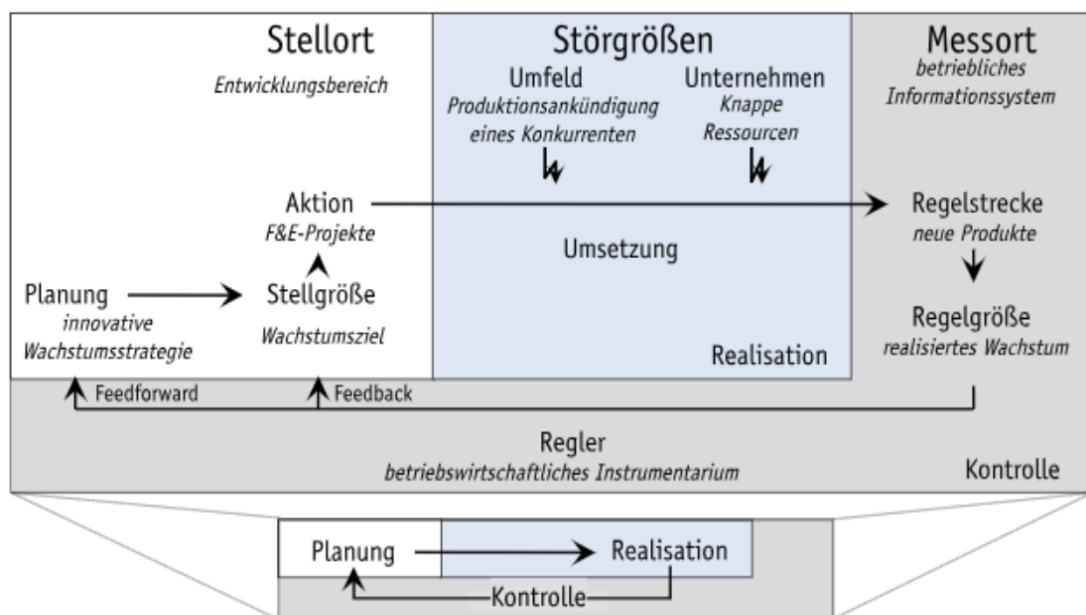 Stellort
Entwicklungsbereich
Störgrößen
Umfeld
Produktionsankündigung
eines Konkurrenten
Unternehmen
Knappe
Ressourcen
Messort
betriebliches
Informationssystem
Aktion
F&E-Projekte
Regelstrecke
neue Produkte
Umsetzung
Planung
innovative
Wachstumsstrategie
Stellgröße
Wachstumsziel
Regelgröße
realisiertes Wachstum
Realisation
Feedforward
Feedback
Regler
betriebswirtschaftliches Instrumentarium
Kontrolle
Planung
Realisation
Kontrolle